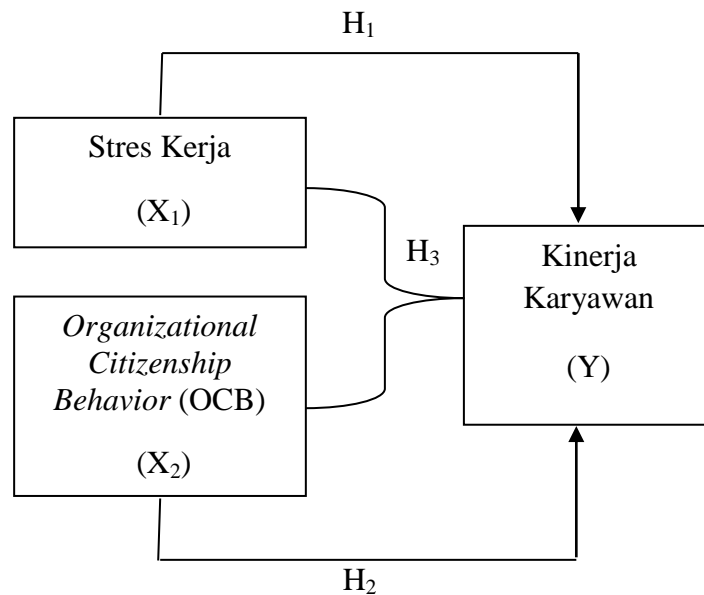 H₁
Stres Kerja
(X₁)
H₃
Kinerja
Karyawan
(Y)
Organizational
Citizenship
Behavior (OCB)
(X₂)
H₂